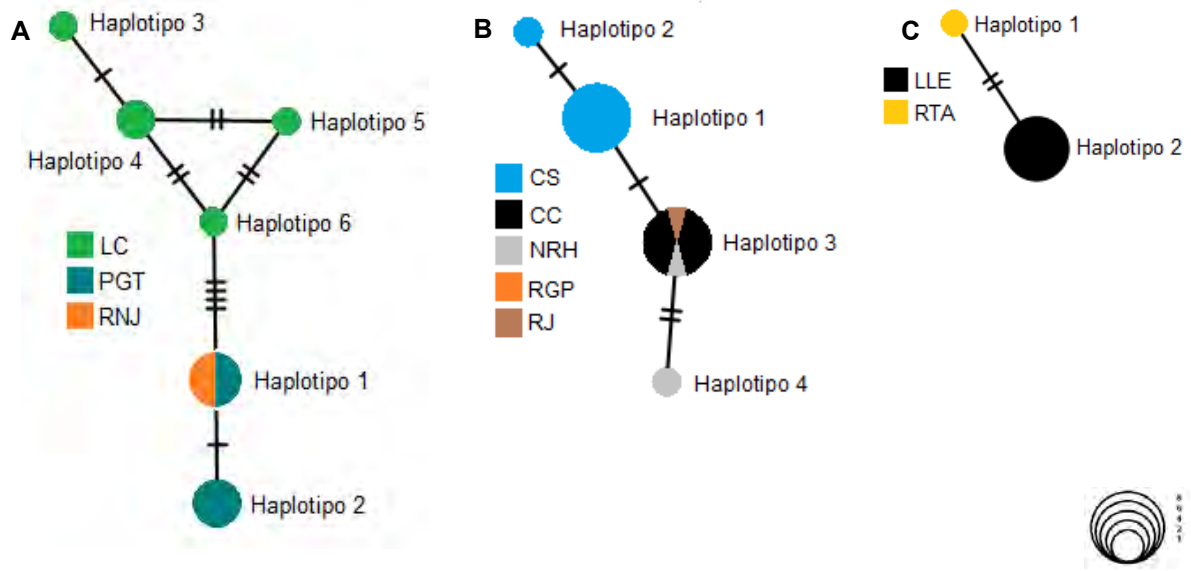 A
Haplotipo 3
Haplotipo 5
Haplotipo 4
Haplotipo 6
LC
PGT
RNJ
Haplotipo 1
Haplotipo 2
B
Haplotipo 2
Haplotipo 1
CS
CC
NRH
RGP
RJ
Haplotipo 3
Haplotipo 4
C
Haplotipo 1
LLE
RTA
Haplotipo 2